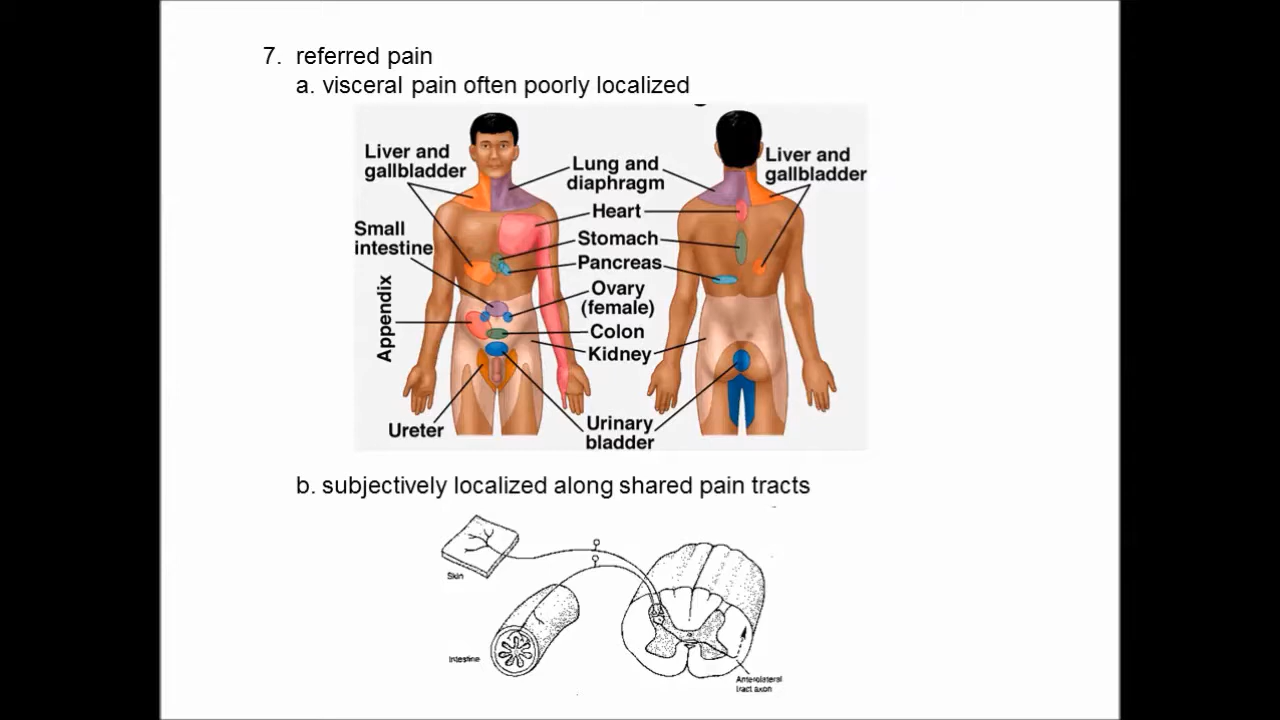 7. referred pain
a. visceral pain often poorly localized
Liver and
gallbladder
Lung and
diaphragm
Liver and
gallbladder
Heart
Small
intestine
Stomach
Pancreas
Appendix
Ovary
(female)
Colon
Kidney
Ureter
Urinary
bladder
b. subjectively localized along shared pain tracts
Skin
Intestine
Anterolateral
tract axon